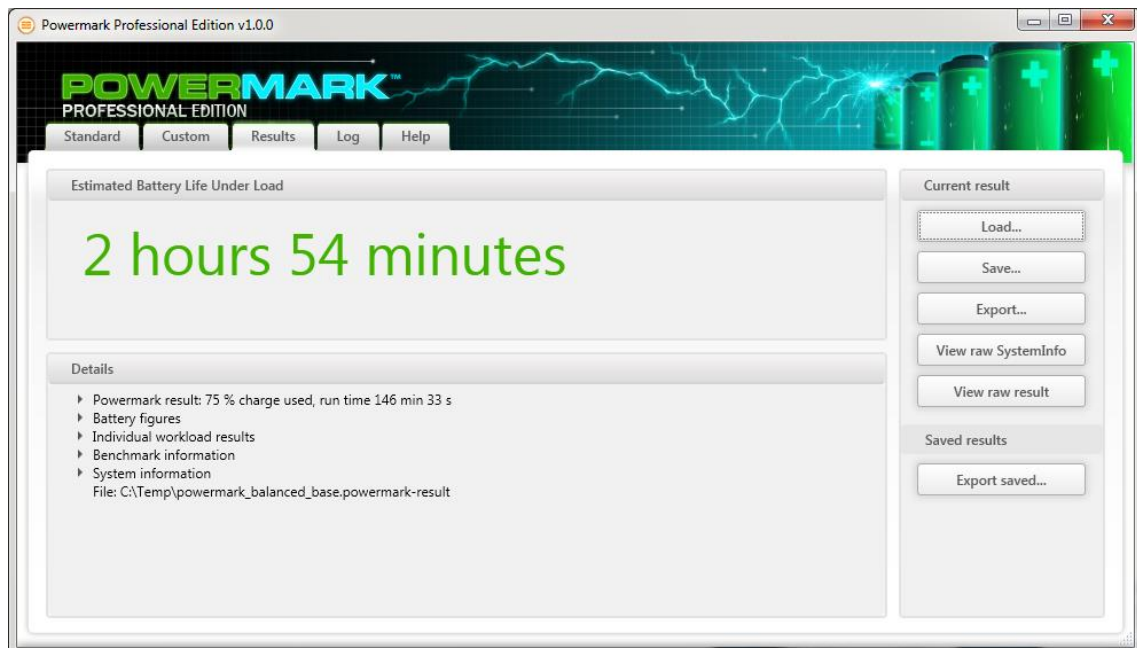 Powermark Professional Edition v1.0.0
POWERMARK™
PROFESSIONAL EDITION
Standard Custom Results Log Help
Estimated Battery Life Under Load
2 hours 54 minutes
Details
Powermark result: 75 % charge used, run time 146 min 33 s
Battery figures
Individual workload results
Benchmark information
System information
File: C:\Temp\powermark_balanced_base.powermark-result
Current result
Load...
Save...
Export...
View raw SystemInfo
View raw result
Saved results
Export saved...